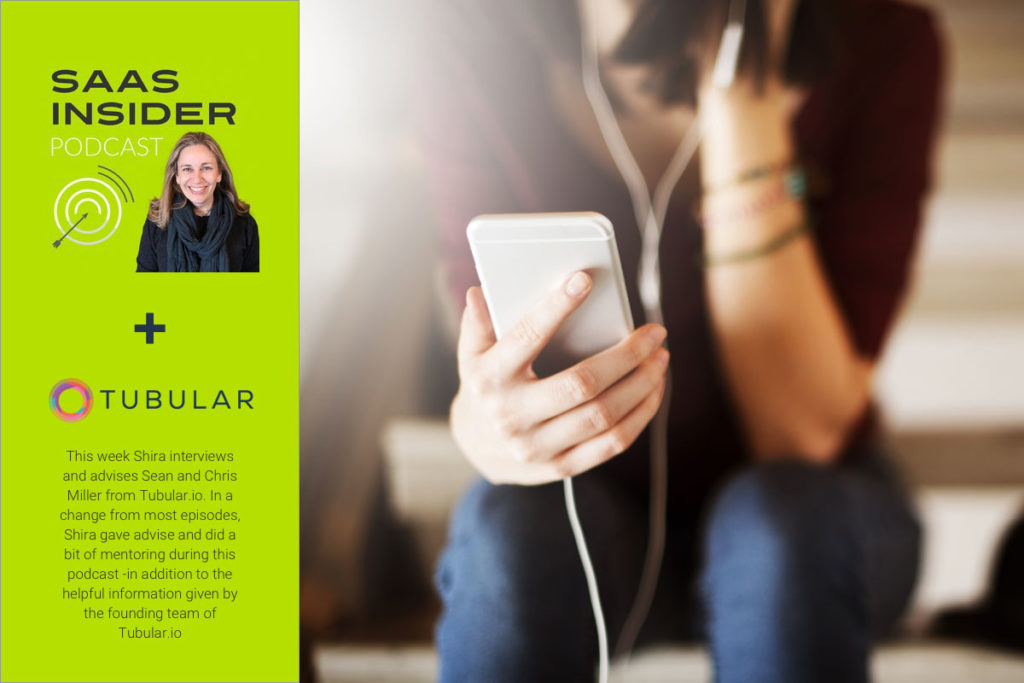 SAAS
INSIDER
PODCAST
+
TUBULAR
This week Shira interviews
and advises Sean and Chris
Miller from Tubular.io. In a
change from most episodes,
Shira gave advise and did a
bit of mentoring during this
podcast -in addition to the
helpful information given by
the founding team of
Tubular.io